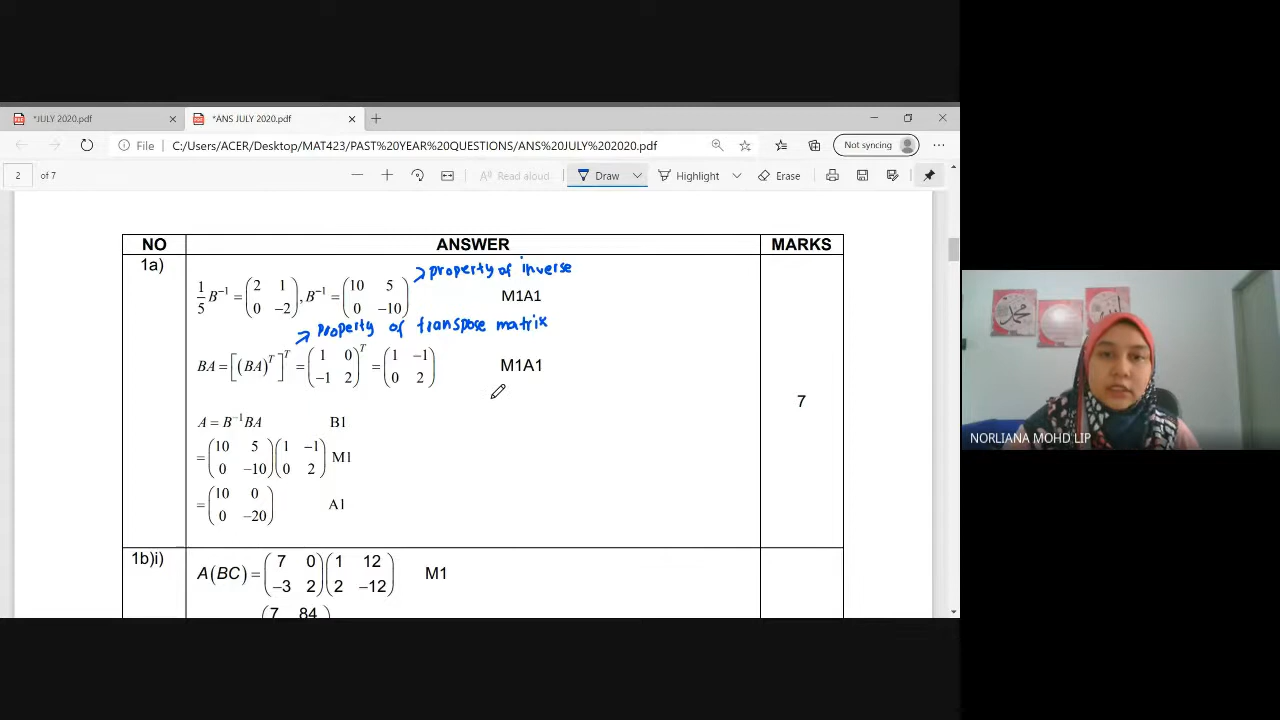 *JULY 2020.pdf
*ANS JULY 2020.pdf
File C:/Users/ACER/Desktop/MAT423/PAST%20YEAR%20QUESTIONS/ANS%20JULY%202020.pdf Not syncing
2 of 7 Read aloud Draw Highlight Erase
NO ANSWER MARKS
1a)
→ property of inverse
1/5 B⁻¹ = (2 1; 0 −2), B⁻¹ = (10 5; 0 −10) M1A1
→ Property of transpose matrix
BA = [(BA)ᵀ]ᵀ = (1 0; −1 2)ᵀ = (1 −1; 0 2) M1A1
7
A = B⁻¹BA B1
= (10 5; 0 −10)(1 −1; 0 2) M1
= (10 0; 0 −20) A1
1b)i)
A(BC) = (7 0; −3 2)(1 12; 2 −12) M1
7 84
NORLIANA MOHD LIP